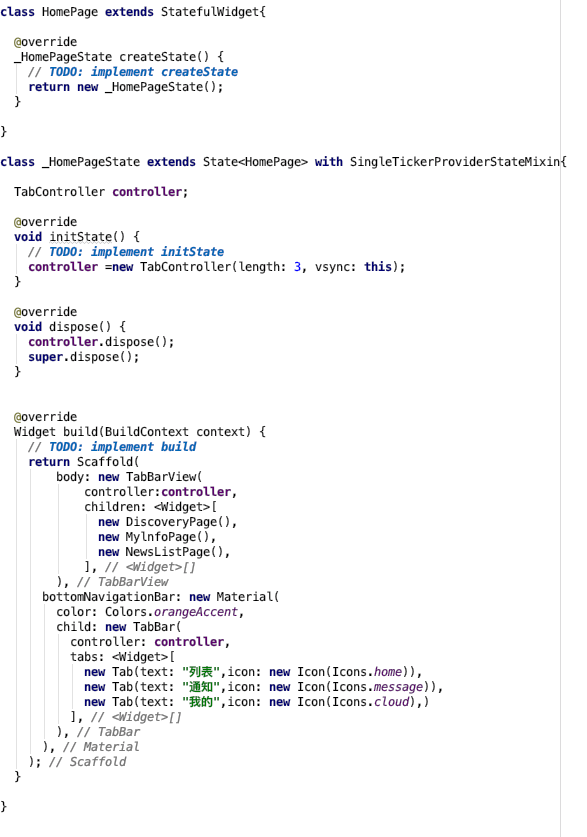 class HomePage extends StatefulWidget{
@override
_HomePageState createState() {
// TODO: implement createState
return new _HomePageState();
}
}
class _HomePageState extends State<HomePage> with SingleTickerProviderStateMixin{
TabController controller;
@override
void initState() {
// TODO: implement initState
controller =new TabController(length: 3, vsync: this);
}
@override
void dispose() {
controller.dispose();
super.dispose();
}
@override
Widget build(BuildContext context) {
// TODO: implement build
return Scaffold(
body: new TabBarView(
controller:controller,
children: <Widget>[
new DiscoveryPage(),
new MylnfoPage(),
new NewsListPage(),
], // <Widget>[]
), // TabBarView
bottomNavigationBar: new Material(
color: Colors.orangeAccent,
child: new TabBar(
controller: controller,
tabs: <Widget>[
new Tab(text: "列表",icon: new Icon(Icons.home)),
new Tab(text: "通知",icon: new Icon(Icons.message)),
new Tab(text: "我的",icon: new Icon(Icons.cloud),)
], // <Widget>[]
), // TabBar
), // Material
); // Scaffold
}
}